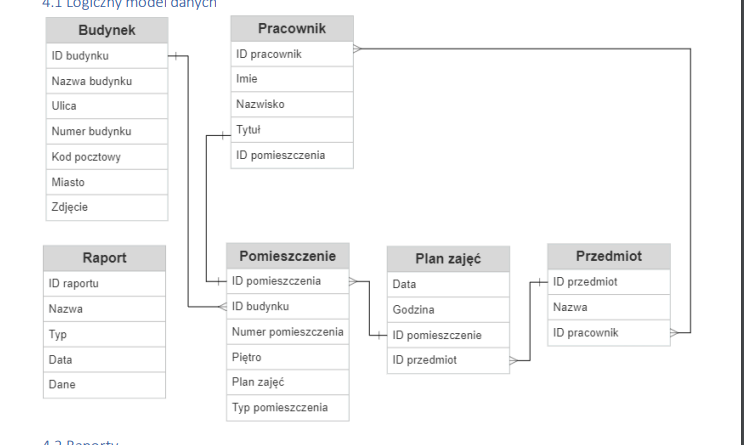 4.1 Logiczny model danych
Budynek
ID budynku
Nazwa budynku
Ulica
Numer budynku
Kod pocztowy
Miasto
Zdjęcie
Pracownik
ID pracownik
Imie
Nazwisko
Tytuł
ID pomieszczenia
Raport
ID raportu
Nazwa
Typ
Data
Dane
Pomieszczenie
ID pomieszczenia
ID budynku
Numer pomieszczenia
Piętro
Plan zajęć
Typ pomieszczenia
Plan zajęć
Data
Godzina
ID pomieszczenie
ID przedmiot
Przedmiot
ID przedmiot
Nazwa
ID pracownik
4.2 Raporty